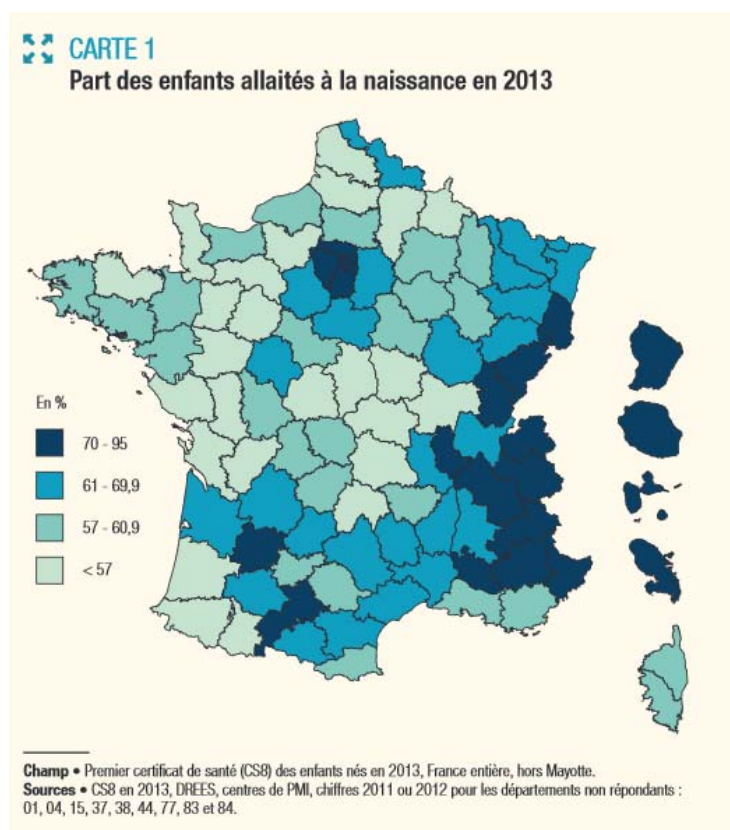 CARTE 1
Part des enfants allaités à la naissance en 2013
En %
70 - 95
61 - 69,9
57 - 60,9
< 57
Champ • Premier certificat de santé (CS8) des enfants nés en 2013, France entière, hors Mayotte.
Sources • CS8 en 2013, DREES, centres de PMI, chiffres 2011 ou 2012 pour les départements non répondants :
01, 04, 15, 37, 38, 44, 77, 83 et 84.